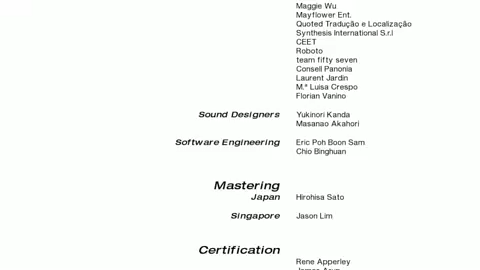 Maggie Wu
Mayflower Ent.
Quoted Tradução e Localização
Synthesis International S.r.l
CEET
Roboto
team fifty seven
Consell Panonia
Laurent Jardin
M.ª Luisa Crespo
Florian Vanino
Sound Designers Yukinori Kanda
Masanao Akahori
Software Engineering Eric Poh Boon Sam
Chio Binghuan
Mastering
Japan Hirohisa Sato
Singapore Jason Lim
Certification
Rene Apperley